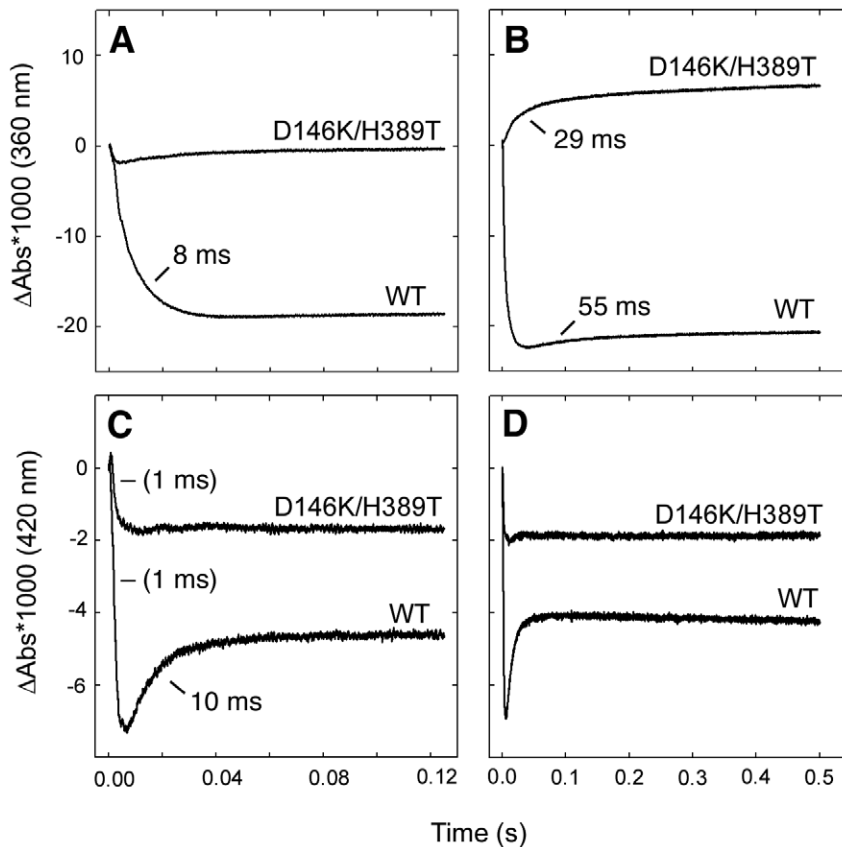 A
B
ΔAbs*1000 (360 nm)
10
0
-10
-20
D146K/H389T
8 ms
WT
D146K/H389T
29 ms
55 ms
WT
C
D
ΔAbs*1000 (420 nm)
0
-2
-4
-6
(1 ms)
D146K/H389T
(1 ms)
WT
10 ms
D146K/H389T
WT
0.00 0.04 0.08 0.12
0.0 0.1 0.2 0.3 0.4 0.5
Time (s)